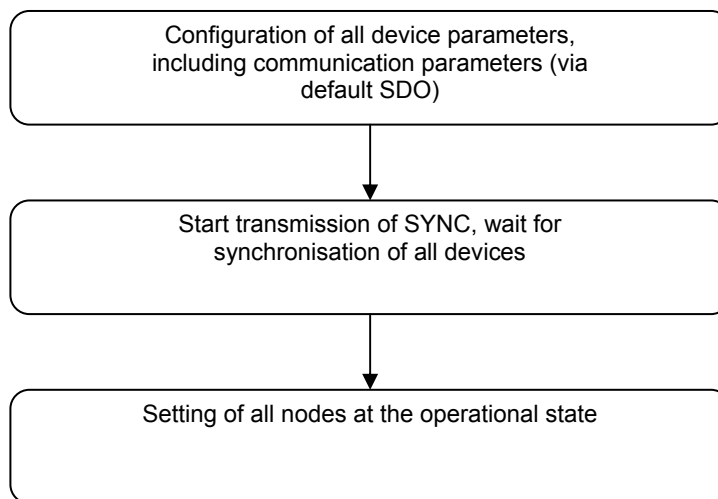 Configuration of all device parameters,
including communication parameters (via
default SDO)
Start transmission of SYNC, wait for
synchronisation of all devices
Setting of all nodes at the operational state